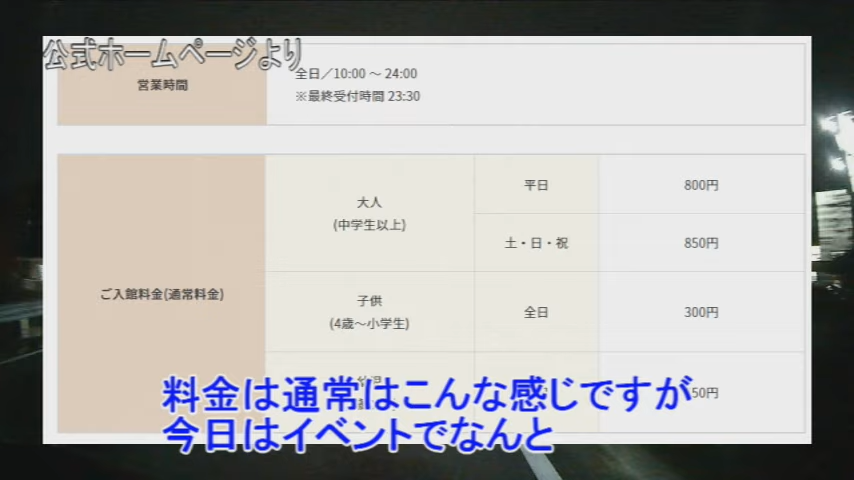 公式ホームページより
営業時間
全日／10:00 ～ 24:00
※最終受付時間 23:30
ご入館料金(通常料金)
大人
(中学生以上)
平日
800円
土・日・祝
850円
子供
(4歳～小学生)
全日
300円
50円
料金は通常はこんな感じですが
今日はイベントでなんと